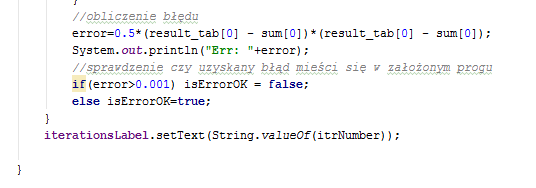 }
//obliczenie błędu
error=0.5*(result_tab[0] - sum[0])*(result_tab[0] - sum[0]);
System.out.println("Err: "+error);
//sprawdzenie czy uzyskany błąd mieści się w założonym progu
if(error>0.001) isErrorOK = false;
else isErrorOK=true;
}
iterationsLabel.setText(String.valueOf(itrNumber));
}